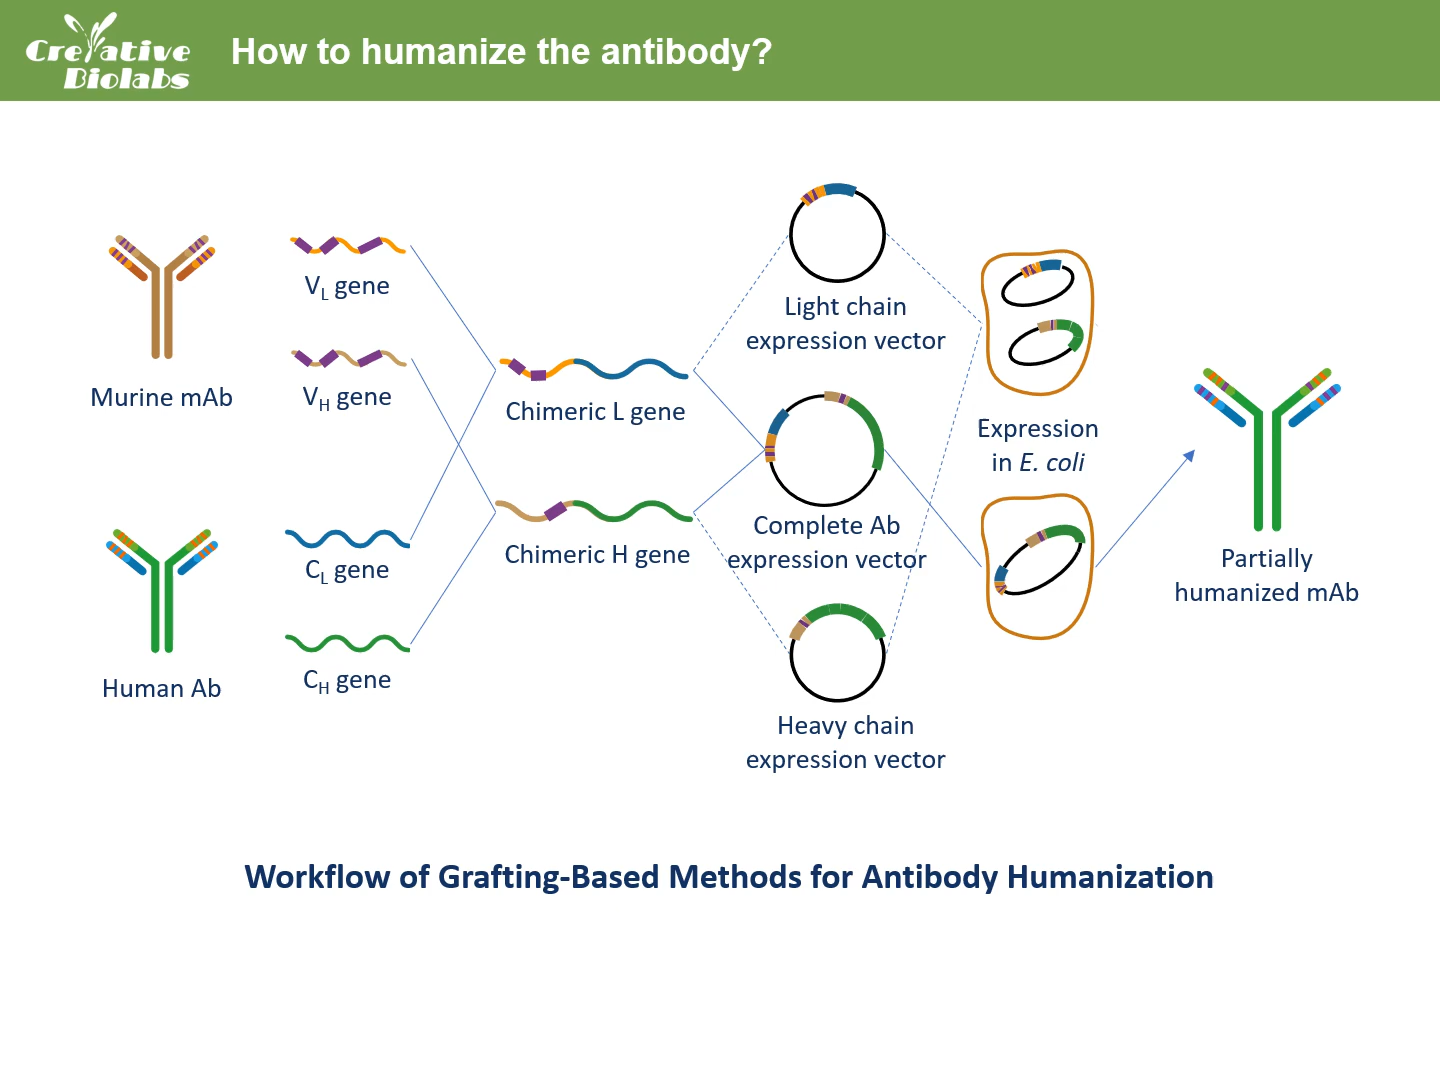 Creative
Biolabs
How to humanize the antibody?
Murine mAb
VL gene
VH gene
Human Ab
CL gene
CH gene
Chimeric L gene
Chimeric H gene
Light chain
expression vector
Complete Ab
expression vector
Heavy chain
expression vector
Expression
in E. coli
Partially
humanized mAb
Workflow of Grafting-Based Methods for Antibody Humanization